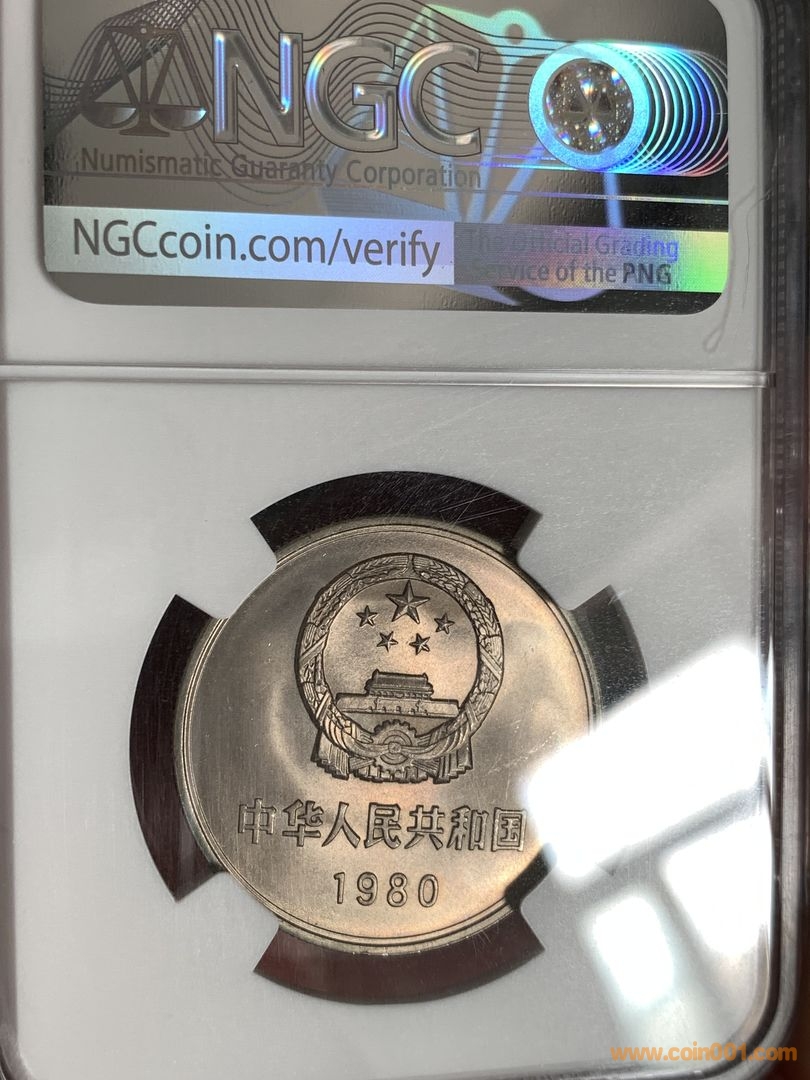 NGC
Numismatic Guaranty Corporation
NGCcoin.com/verify
The Official Grading
Service of the PNG
中华人民共和国
1980
www.coin001.com